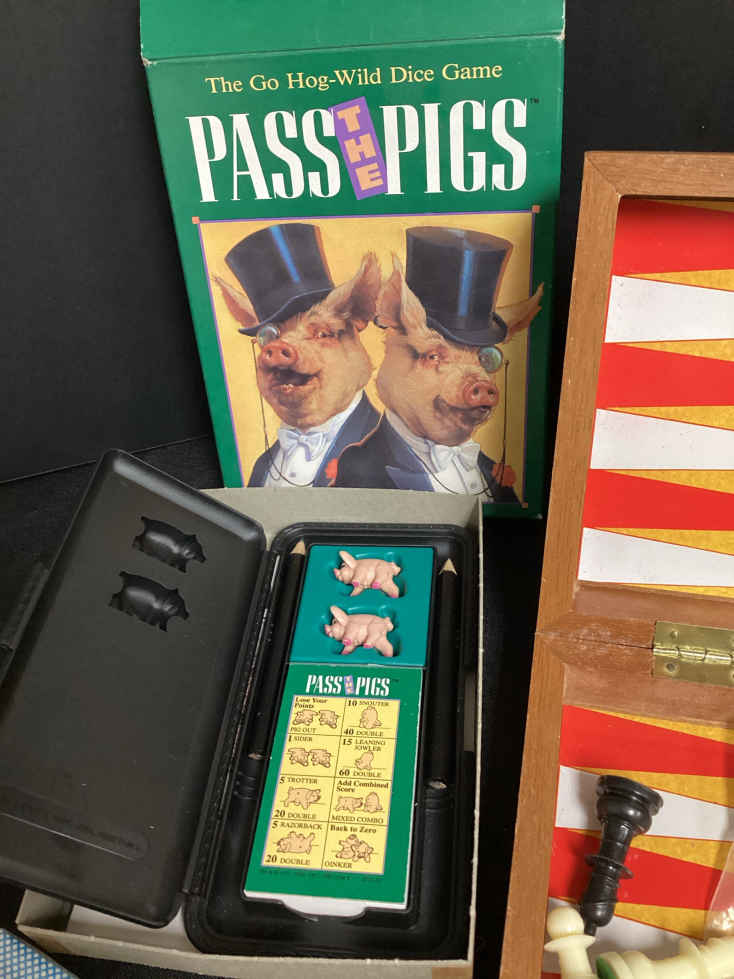 The Go Hog-Wild Dice Game
PASS THE PIGS™
PASS THE PIGS™
Lose Your
Points
PIG OUT
10 SNOUTER
40 DOUBLE
1 SIDER
15 LEANING
JOWLER
60 DOUBLE
5 TROTTER
20 DOUBLE
Add Combined
Score
MIXED COMBO
5 RAZORBACK
20 DOUBLE
Back to Zero
OINKER